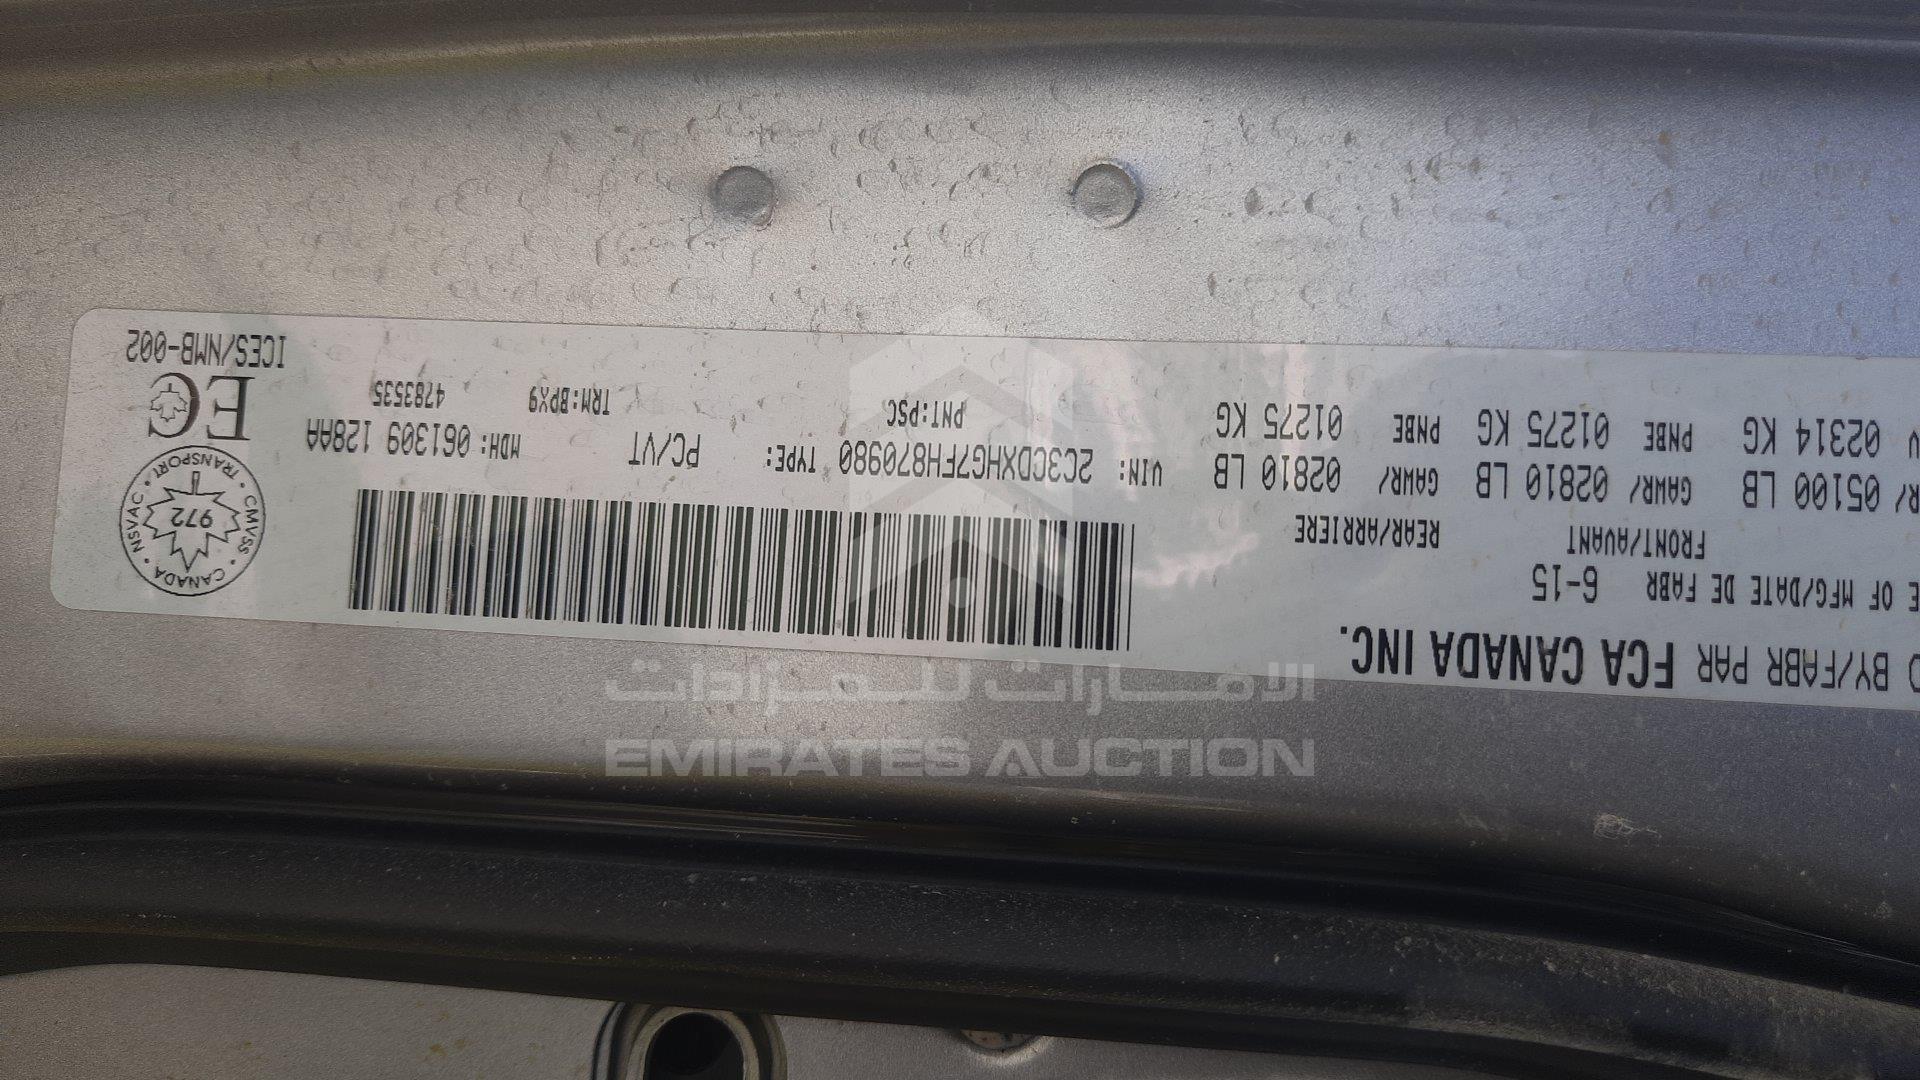 D BY/FABR PAR FCA CANADA INC.
E OF MFG/DATE DE FABR 6-15
FRONT/AVANT REAR/ARRIERE
R/ 05100 LB GAWR/ 02810 LB GAWR/ 02810 LB
02314 KG PNBE 01275 KG PNBE 01275 KG
VIN: 2C3CDXHG7FH870980 TYPE: PC/VT MDH: 061309 128AA
PNT:PSC TRM:BPX9 4783535
CANADA · NSVAC · TRANSPORT · CMVSS ·
972
EC
ICES/NMB-002
الامارات للمزادات
EMIRATES AUCTION